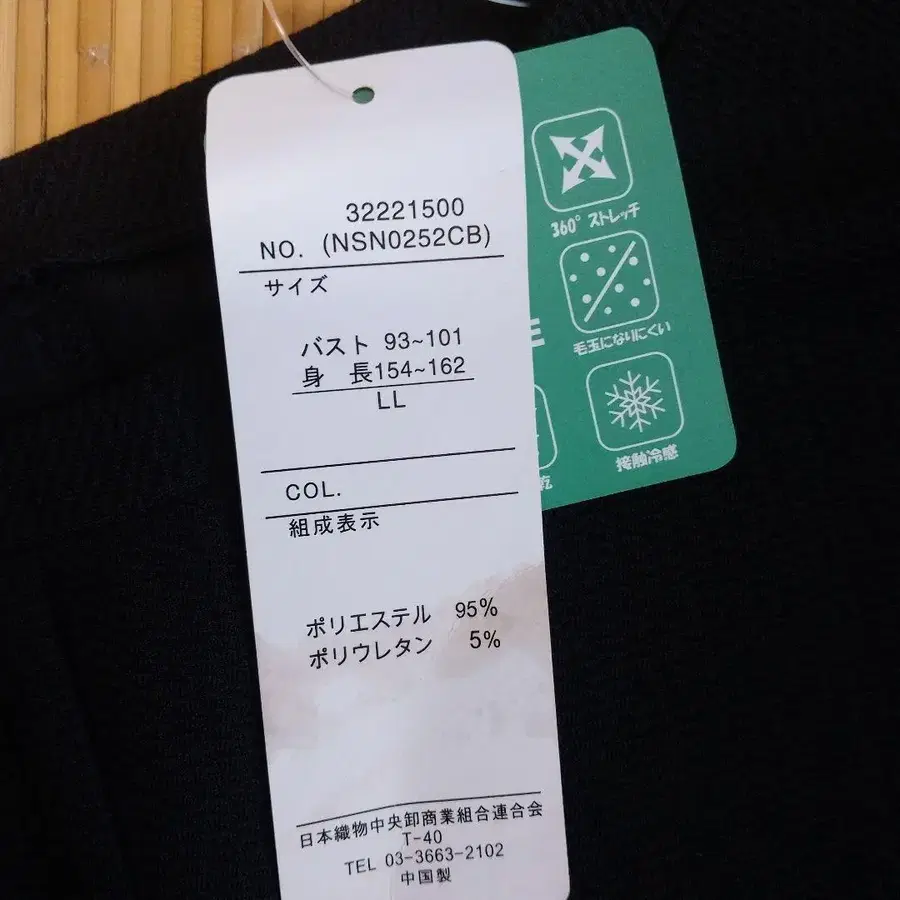 32221500
NO. (NSN0252CB)
サイズ
バスト 93~101
身 長154~162
LL
COL.
組成表示
ポリエステル 95%
ポリウレタン 5%
日本織物中央卸商業組合連合会
T-40
TEL 03-3663-2102
中国製
360° ストレッチ
毛玉になりにくい
接触冷感
乾